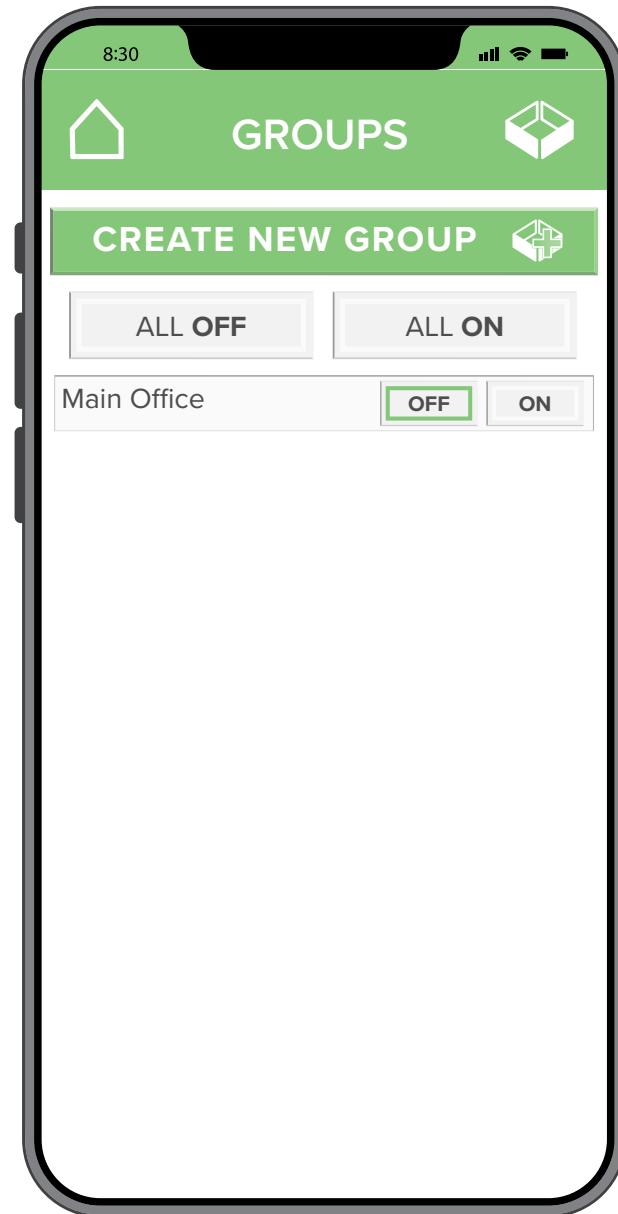 8:30
GROUPS
CREATE NEW GROUP
ALL OFF ALL ON
Main Office OFF ON